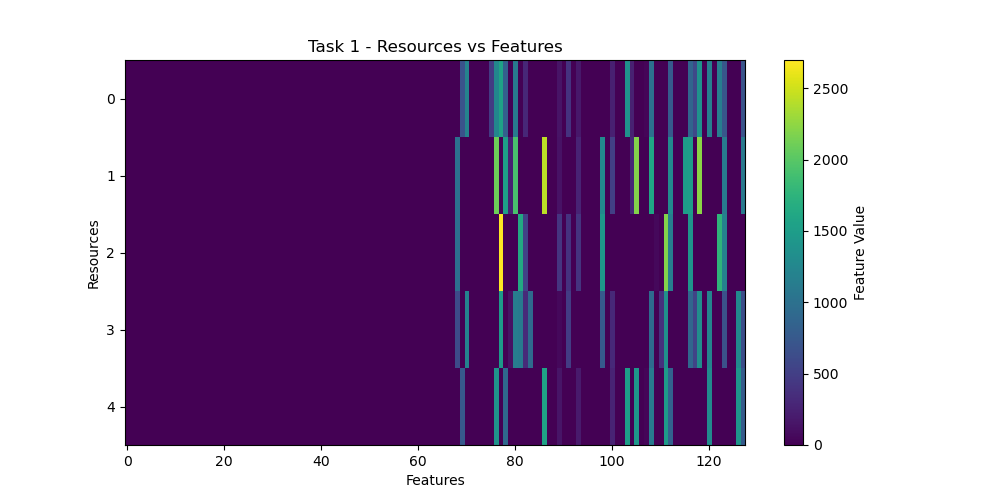 Task 1 - Resources vs Features
0
1
2
3
4
Resources
0 20 40 60 80 100 120
Features
2500
2000
1500
1000
500
0
Feature Value